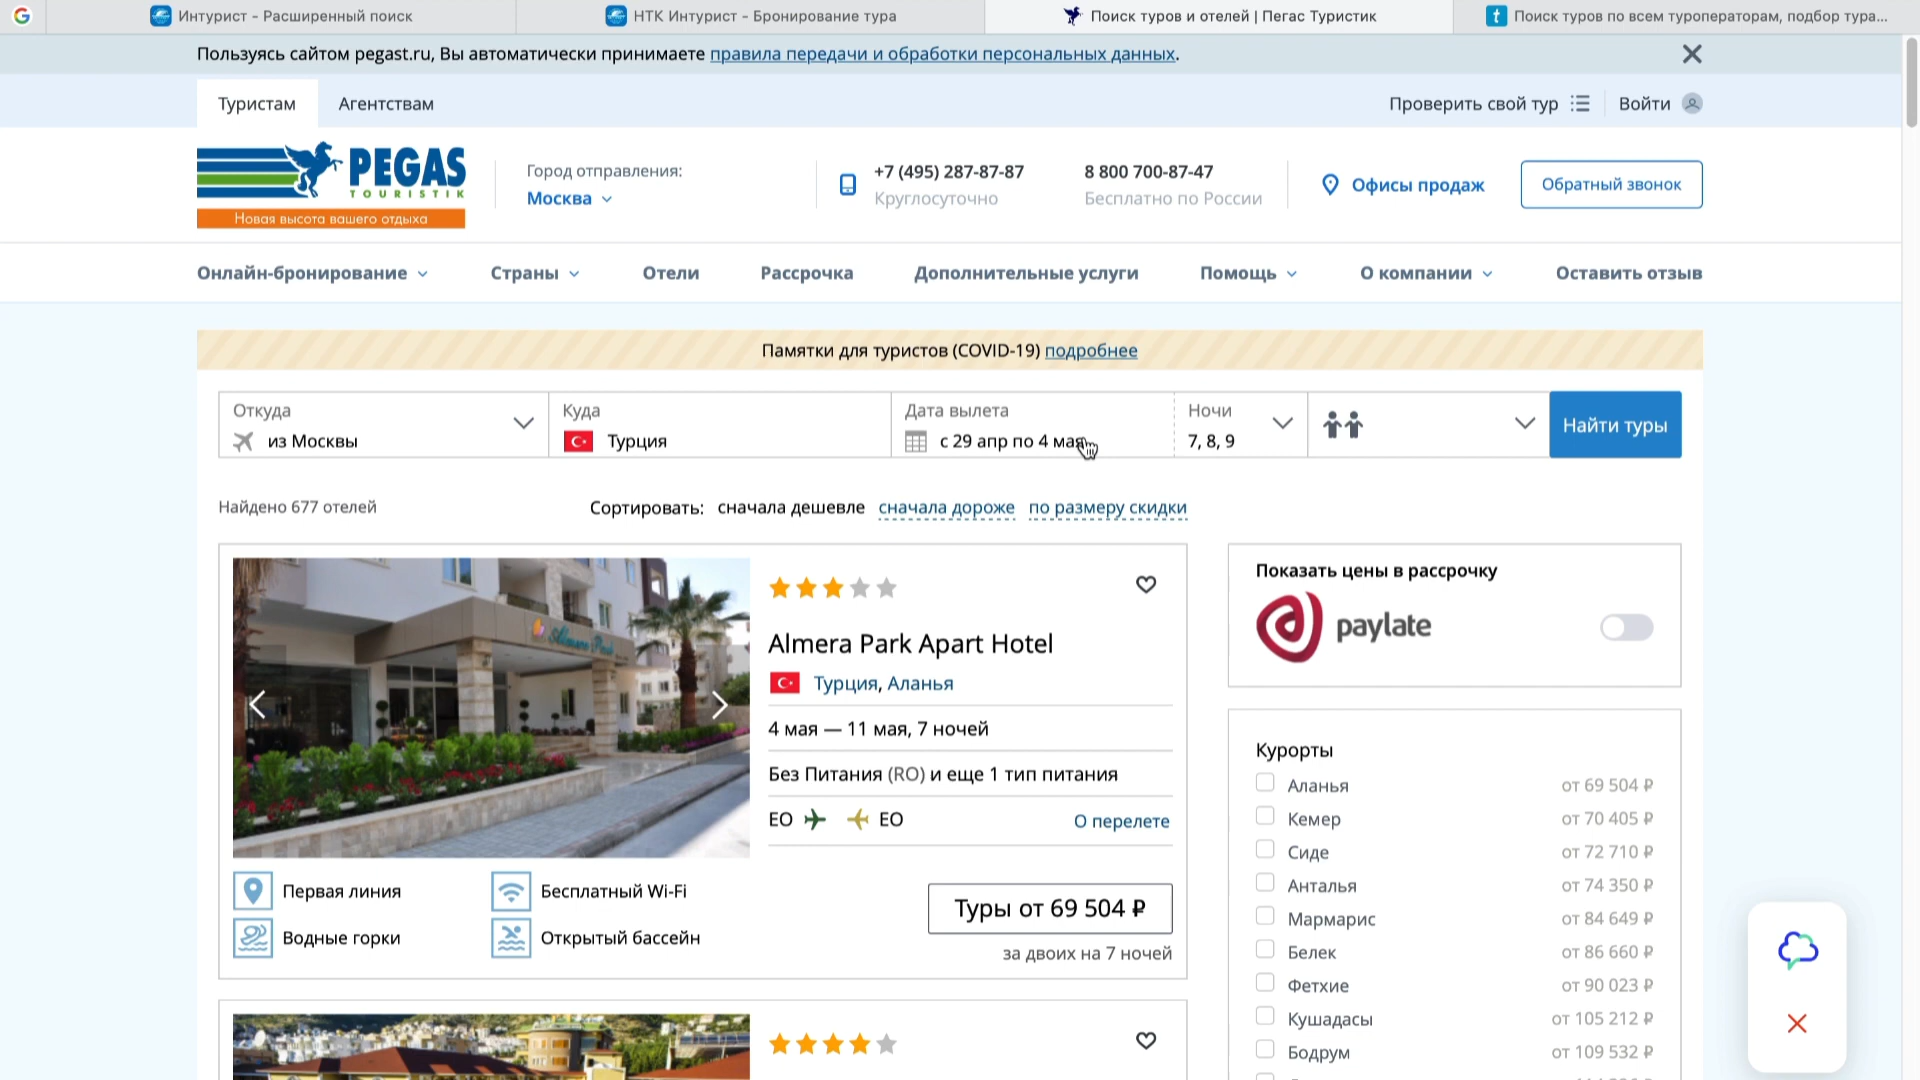 Интурист - Расширенный поиск
НТК Интурист - Бронирование тура
Поиск туров и отелей | Пегас Туристик
Поиск туров по всем туроператорам, подбор тура...
Пользуясь сайтом pegast.ru, Вы автоматически принимаете правила передачи и обработки персональных данных.
Туристам
Агентствам
Проверить свой тур
Войти
PEGAS
TOURISTIK
Новая высота вашего отдыха
Город отправления:
Москва
+7 (495) 287-87-87
Круглосуточно
8 800 700-87-47
Бесплатно по России
Офисы продаж
Обратный звонок
Онлайн-бронирование
Страны
Отели
Рассрочка
Дополнительные услуги
Помощь
О компании
Оставить отзыв
Памятки для туристов (COVID-19) подробнее
Откуда
из Москвы
Куда
Турция
Дата вылета
с 29 апр по 4 мая
Ночи
7, 8, 9
Найти туры
Найдено 677 отелей
Сортировать: сначала дешевле сначала дороже по размеру скидки
Almera Park
Almera Park Apart Hotel
Турция, Аланья
4 мая — 11 мая, 7 ночей
Без Питания (RO) и еще 1 тип питания
EO EO
О перелете
Первая линия
Бесплатный Wi-Fi
Водные горки
Открытый бассейн
Туры от 69 504 ₽
за двоих на 7 ночей
Показать цены в рассрочку
paylate
Курорты
Аланья от 69 504 ₽
Кемер от 70 405 ₽
Сиде от 72 710 ₽
Анталья от 74 350 ₽
Мармарис от 84 649 ₽
Белек от 86 660 ₽
Фетхие от 90 023 ₽
Кушадасы от 105 212 ₽
Бодрум от 109 532 ₽